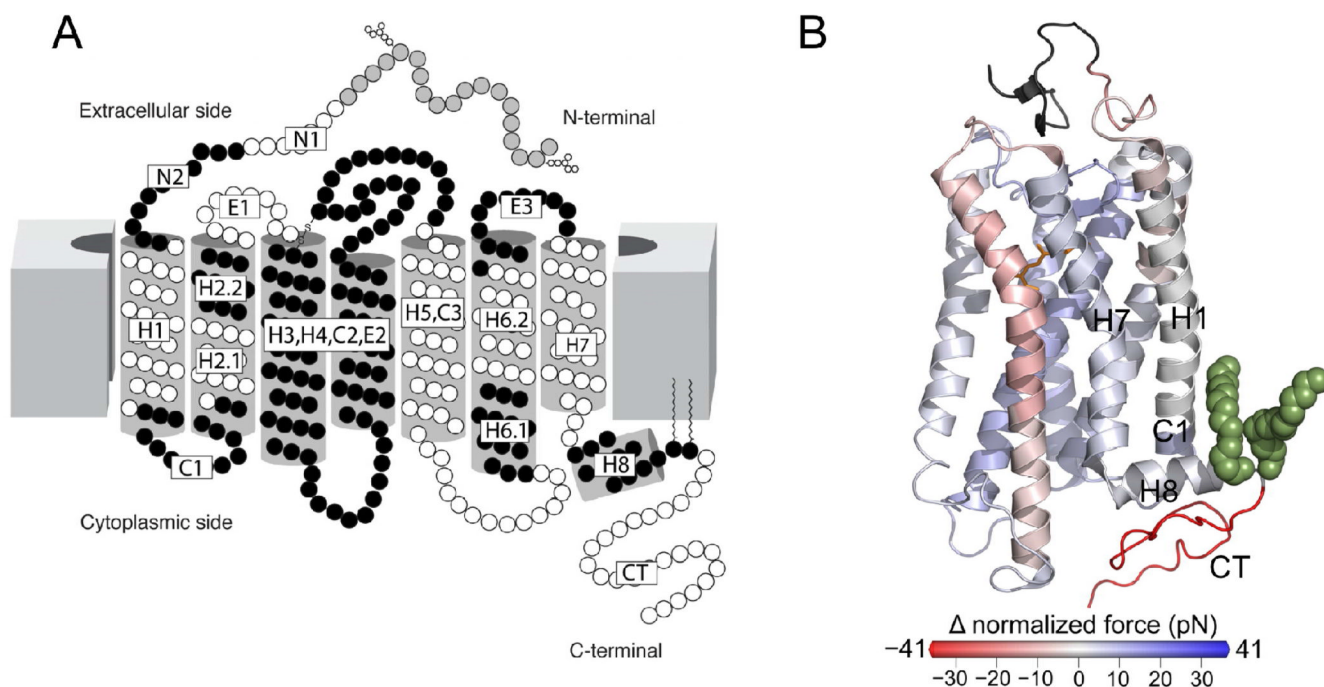 A
Extracellular side
N1
N-terminal
N2
E1
E3
H2.2
H1
H2.1
S
S
H3,H4,C2,E2
H5,C3
H6.2
H7
H6.1
C1
H8
Cytoplasmic side
CT
C-terminal
B
H7
H1
C1
H8
CT
Δ normalized force (pN)
−41
41
−30 −20 −10 0 10 20 30